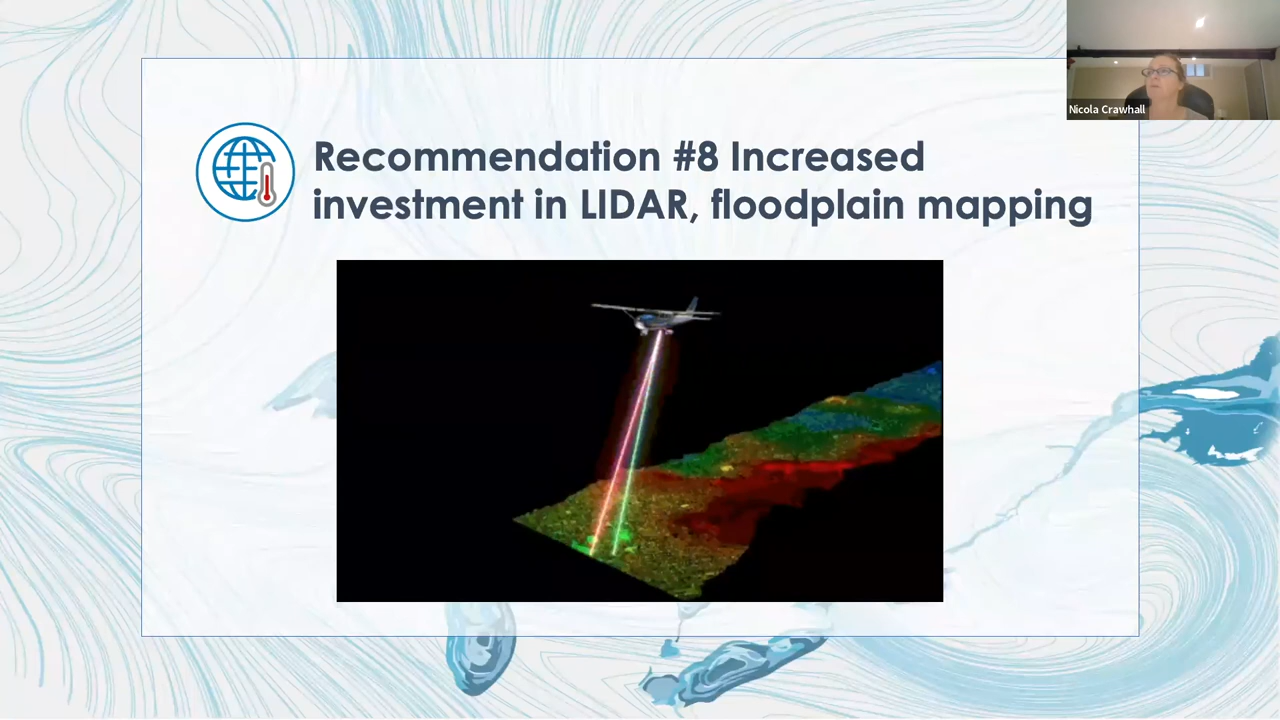 Nicola Crawhall
Recommendation #8 Increased
investment in LIDAR, floodplain mapping